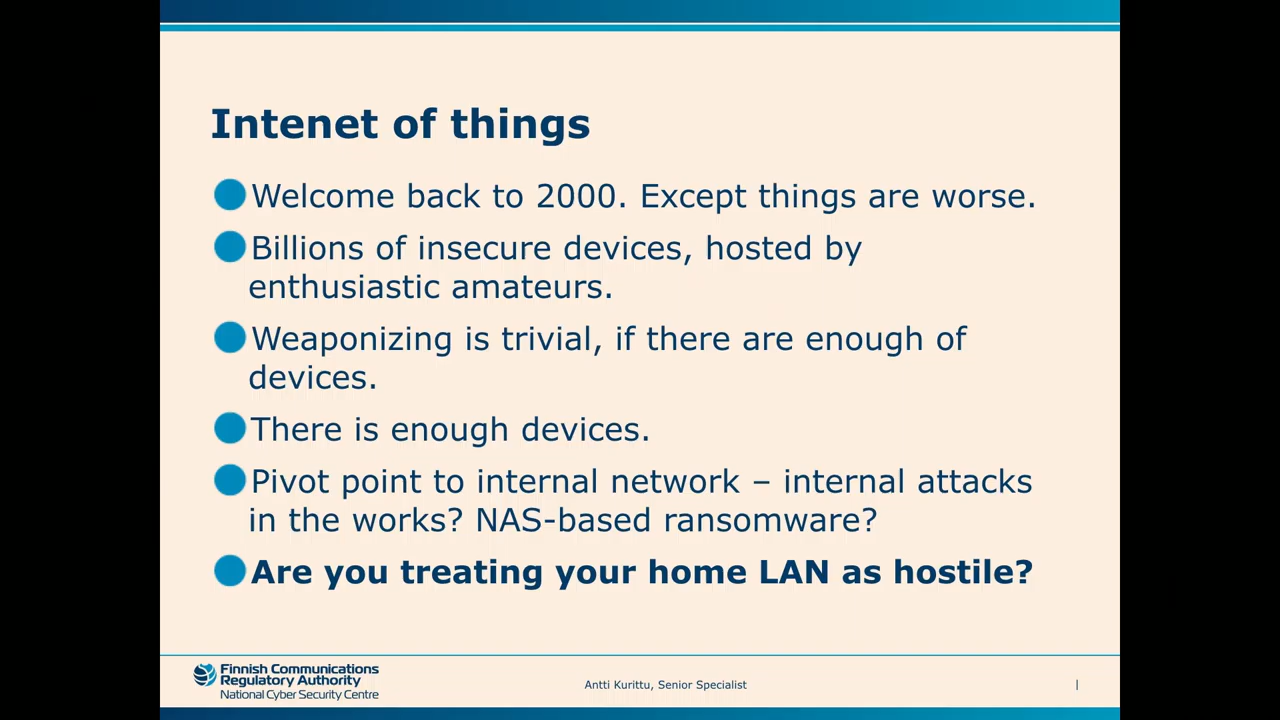 Intenet of things
Welcome back to 2000. Except things are worse.
Billions of insecure devices, hosted by
enthusiastic amateurs.
Weaponizing is trivial, if there are enough of
devices.
There is enough devices.
Pivot point to internal network – internal attacks
in the works? NAS-based ransomware?
Are you treating your home LAN as hostile?
Finnish Communications
Regulatory Authority
National Cyber Security Centre
Antti Kurittu, Senior Specialist
|